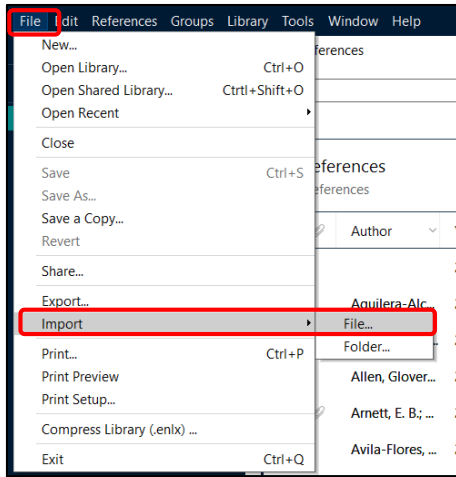 File Edit References Groups Library Tools Window Help
New...
ferences
Open Library... Ctrl+O
Open Shared Library... Ctrtl+Shift+O
Open Recent
Close
eferences
Save Ctrl+S
eferences
Save As...
Save a Copy...
Author
Revert
Share...
Export...
Aguilera-Alc...
Import File...
Folder...
Print... Ctrl+P
Print Preview
Allen, Glover...
Print Setup...
Arnett, E. B.; ...
Compress Library (.enlx) ...
Avila-Flores, ...
Exit Ctrl+Q